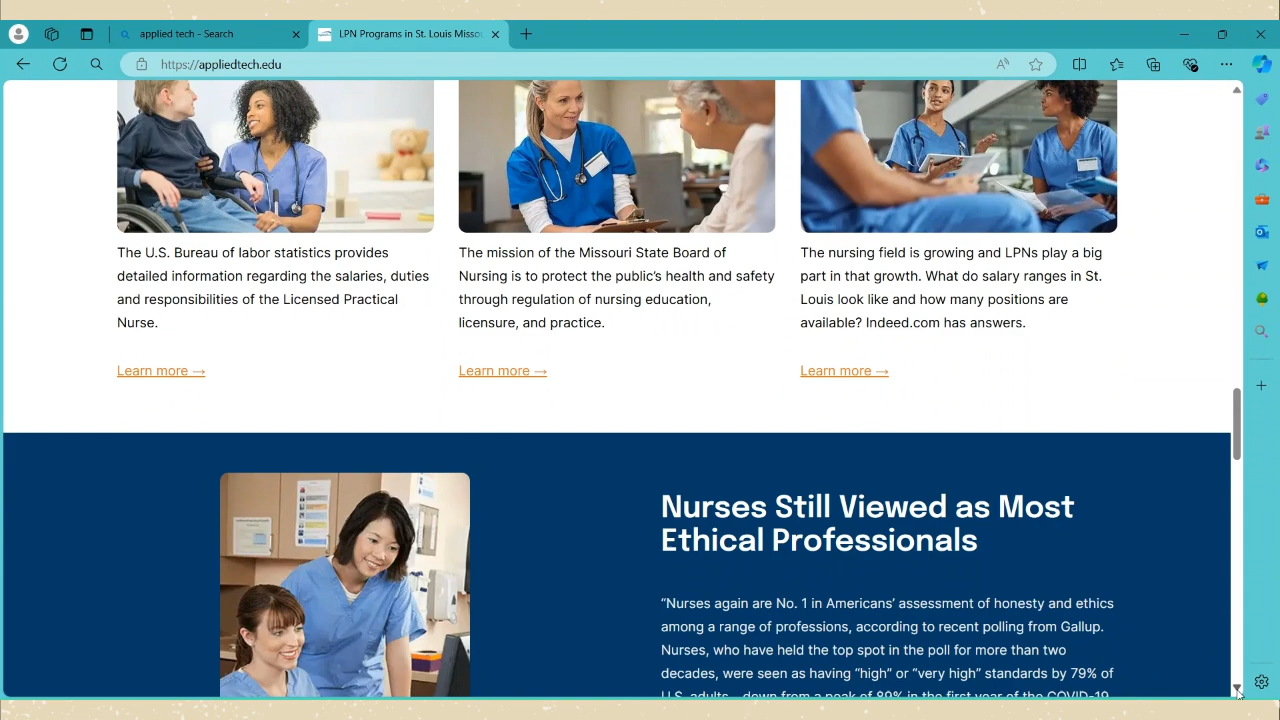 applied tech - Search
LPN Programs in St. Louis Missou
https://appliedtech.edu
The U.S. Bureau of labor statistics provides
detailed information regarding the salaries, duties
and responsibilities of the Licensed Practical
Nurse.
Learn more →
The mission of the Missouri State Board of
Nursing is to protect the public's health and safety
through regulation of nursing education,
licensure, and practice.
Learn more →
The nursing field is growing and LPNs play a big
part in that growth. What do salary ranges in St.
Louis look like and how many positions are
available? Indeed.com has answers.
Learn more →
Nurses Still Viewed as Most
Ethical Professionals
“Nurses again are No. 1 in Americans’ assessment of honesty and ethics
among a range of professions, according to recent polling from Gallup.
Nurses, who have held the top spot in the poll for more than two
decades, were seen as having “high” or “very high” standards by 79% of
U.S. adults – down from a peak of 89% in the first year of the COVID-19